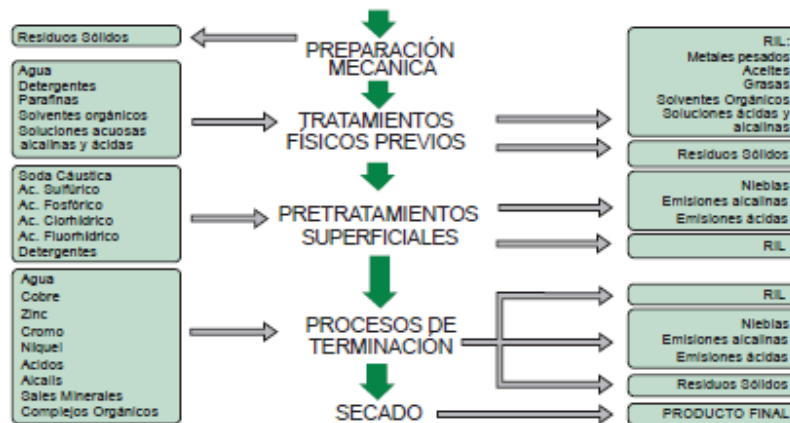 Residuos Sólidos
PREPARACIÓN
MECÁNICA
RIL:
Metales pesados
Aceites
Grasas
Solventes Orgánicos
Soluciones ácidas y
alcalinas
Agua
Detergentes
Parafinas
Solventes orgánicos
Soluciones acuosas
alcalinas y ácidas
TRATAMIENTOS
FÍSICOS PREVIOS
Residuos Sólidos
Soda Cáustica
Ac. Sulfúrico
Ac. Fosfórico
Ac. Clorhídrico
Ac. Fluorhídrico
Detergentes
PRETRATAMIENTOS
SUPERFICIALES
Nieblas
Emisiones alcalinas
Emisiones ácidas
RIL
Agua
Cobre
Zinc
Cromo
Níquel
Acidos
Alcalis
Sales Minerales
Complejos Orgánicos
PROCESOS DE
TERMINACIÓN
RIL
Nieblas
Emisiones alcalinas
Emisiones ácidas
Residuos Sólidos
SECADO
PRODUCTO FINAL